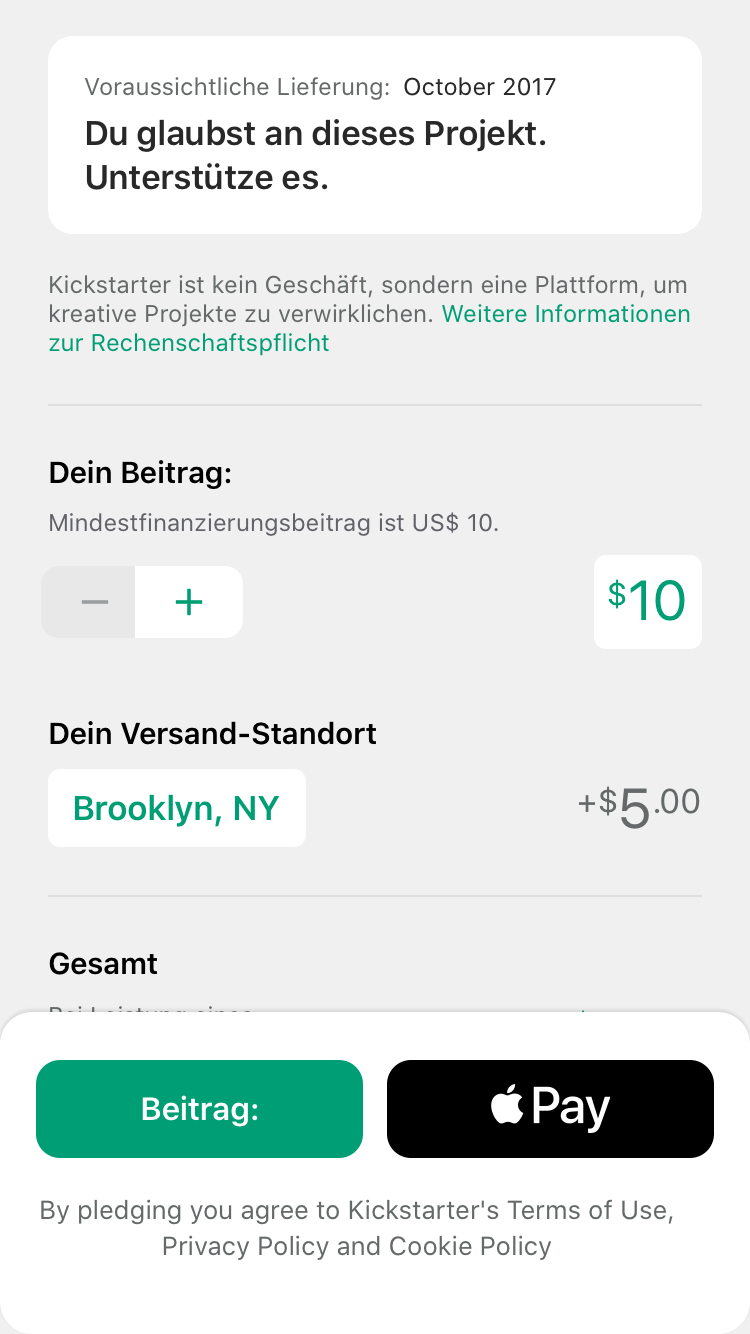 Voraussichtliche Lieferung: October 2017
Du glaubst an dieses Projekt.
Unterstütze es.
Kickstarter ist kein Geschäft, sondern eine Plattform, um
kreative Projekte zu verwirklichen. Weitere Informationen
zur Rechenschaftspflicht
Dein Beitrag:
Mindestfinanzierungsbeitrag ist US$ 10.
− + $10
Dein Versand-Standort
Brooklyn, NY +$5.00
Gesamt
Beitrag: Pay
By pledging you agree to Kickstarter's Terms of Use,
Privacy Policy and Cookie Policy